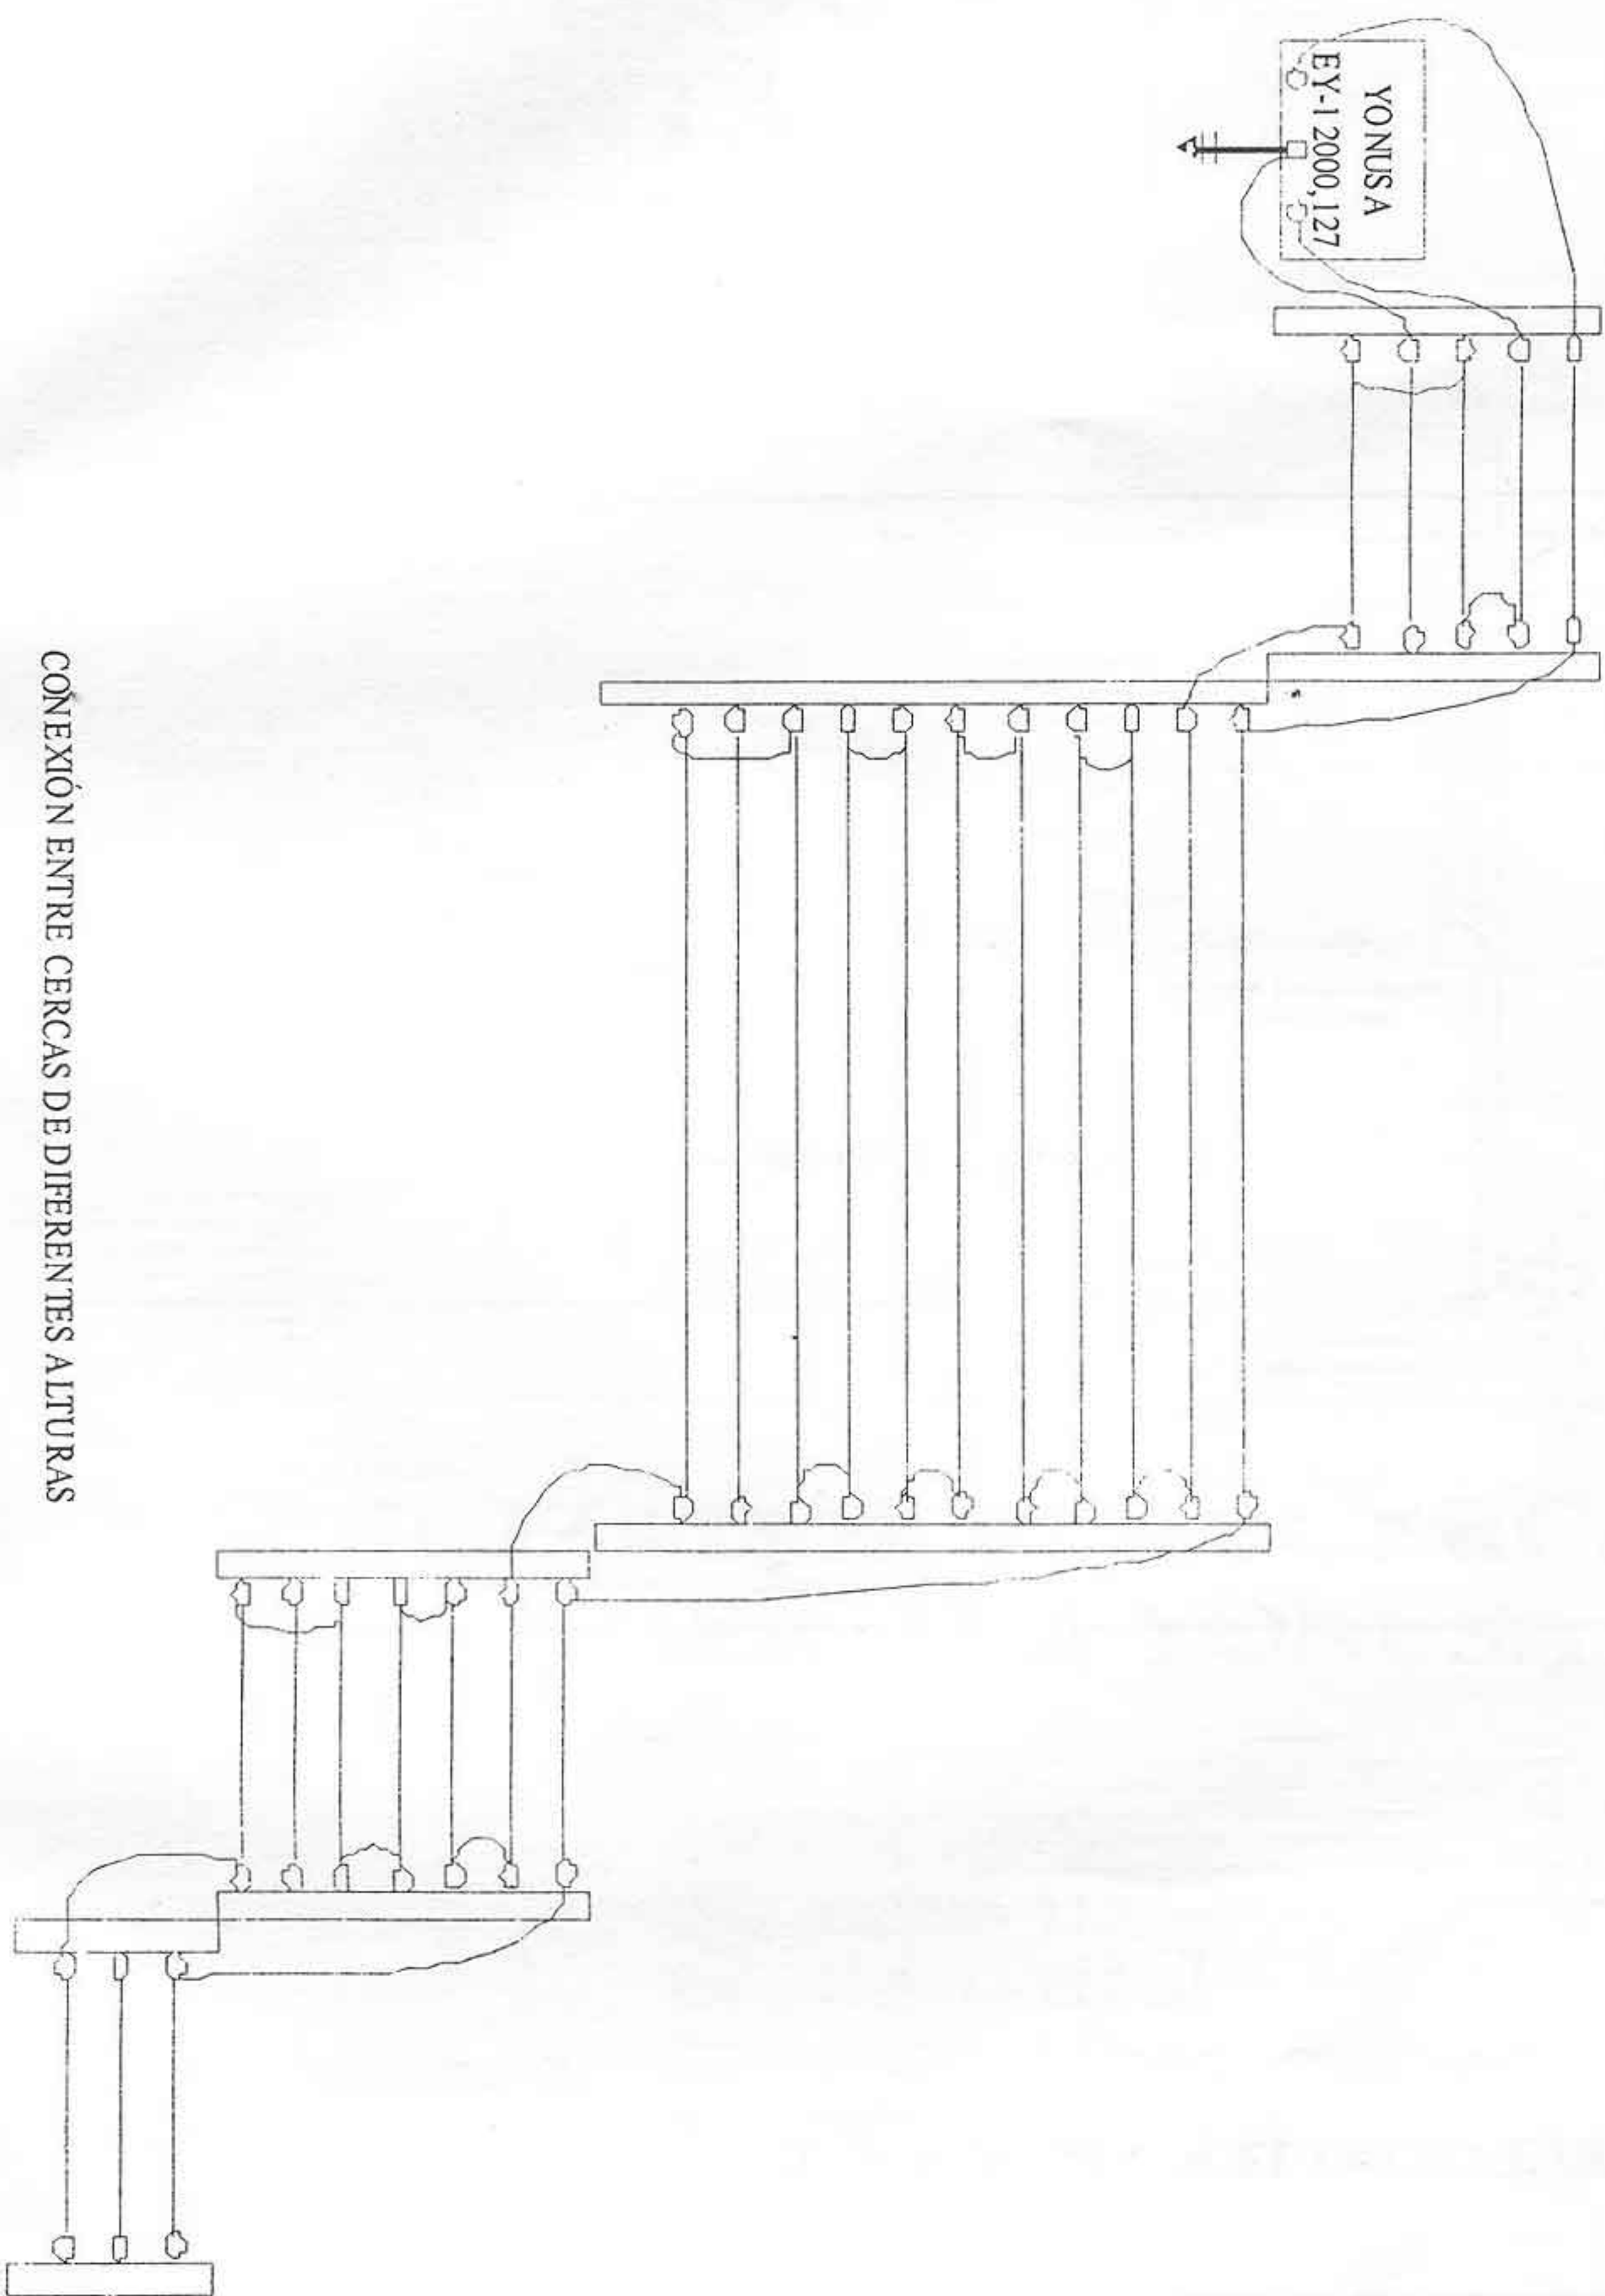 YONUSA
EY-1 2000,127
CONEXIÓN ENTRE CERCAS DE DIFERENTES ALTURAS